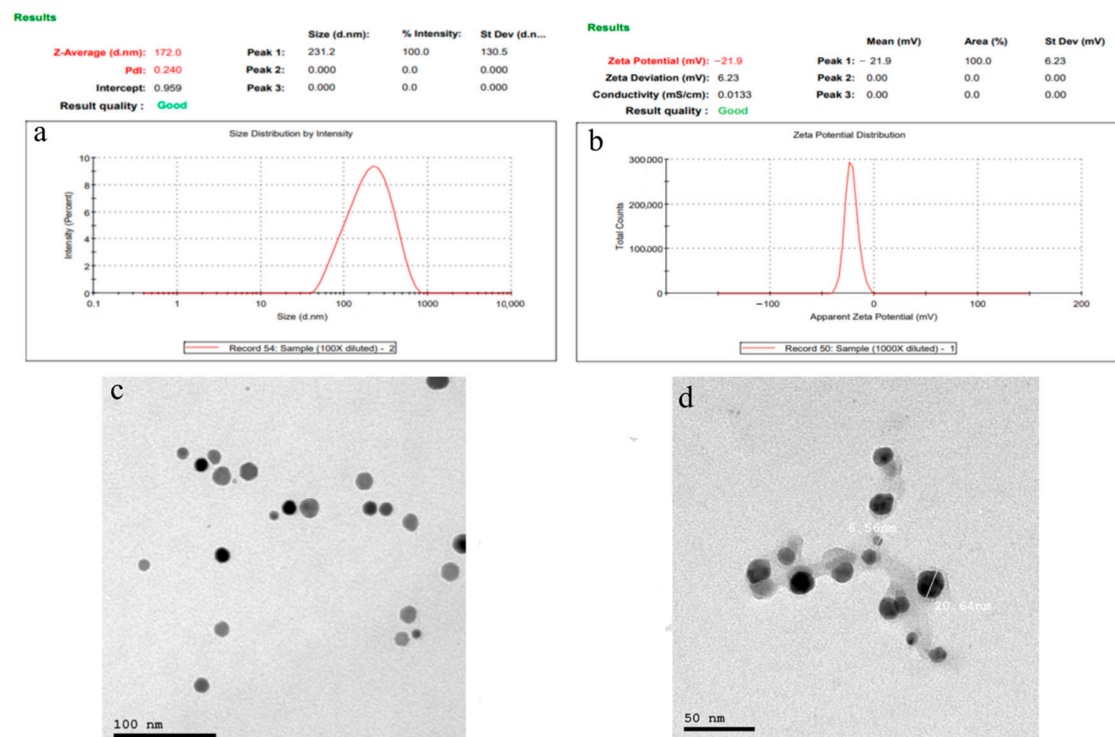 Results
Size (d.nm): % Intensity: St Dev (d.n...
Z-Average (d.nm): 172.0 Peak 1: 231.2 100.0 130.5
PdI: 0.240 Peak 2: 0.000 0.0 0.000
Intercept: 0.959 Peak 3: 0.000 0.0 0.000
Result quality : Good
a
Size Distribution by Intensity
Intensity (Percent)
10
8
6
4
2
0
0.1 1 10 100 1000 10,000
Size (d.nm)
Record 54: Sample (100X diluted) - 2
Results
Mean (mV) Area (%) St Dev (mV)
Zeta Potential (mV): −21.9 Peak 1: − 21.9 100.0 6.23
Zeta Deviation (mV): 6.23 Peak 2: 0.00 0.0 0.00
Conductivity (mS/cm): 0.0133 Peak 3: 0.00 0.0 0.00
Result quality : Good
b
Zeta Potential Distribution
Total Counts
300,000
200,000
100,000
0
−100 0 100 200
Apparent Zeta Potential (mV)
Record 50: Sample (1000X diluted) - 1
c
100 nm
d
6.56nm
20.64nm
50 nm